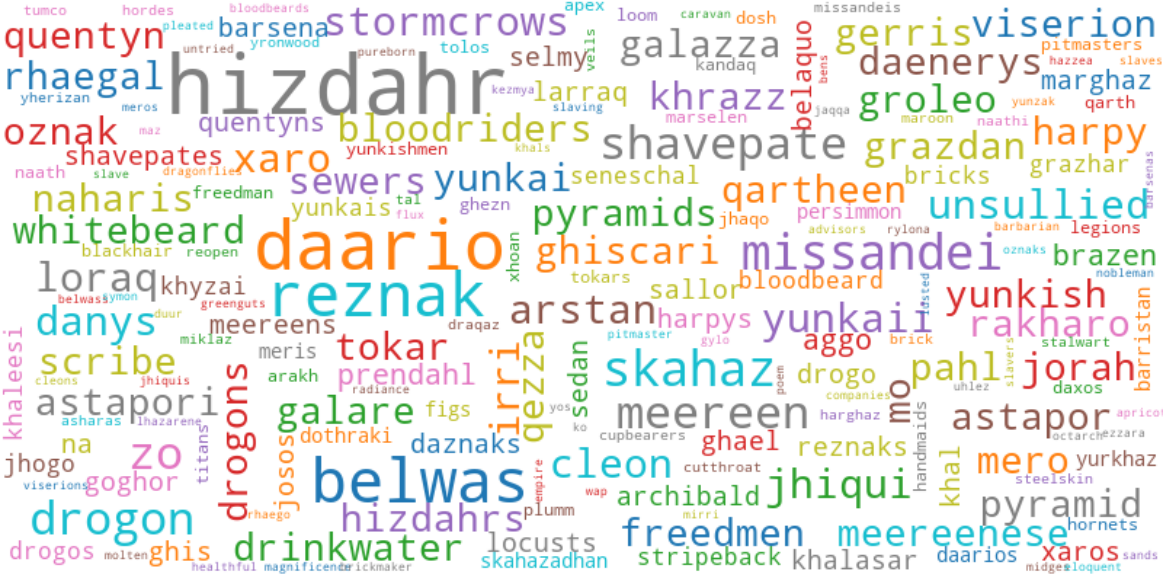 tumco hordes bloodbeards apex loom caravan dosh missandeis
quentyn pleated barsena stormcrows veils galazza belaquo gerris viserion
untried yronwood pureborn tolos selmy kandaq bens daenerys pitmasters
rhaegal hizdahr kezmya larraq khrazz hazzea slaves marghaz
yherizan meros slaving marselen jaqqa groleo yunzak qarth
oznak maz quentyns bloodriders khals shavepate maroon naathi harpy
shavepates xaro yunkishmen grazdan grazhar
naath slave dragonflies sewers yunkai seneschal qartheen bricks barsenas
naharis freedman yunkais tal flux ghezn pyramids jhaqo persimmon unsullied
whitebeard daario xhoan ghiscari missandei advisors rylona barbarian legions
blackhair reopen oznaks brazen
loraq khyzai reznak tokars sallor bloodbeard lusted yunkish nobleman
belwass symon greenguts arstan harpys yunkaii rakharo barristan
danys duur meereens draqaz pitmaster gylo aggo brick stalwart
khaleesi miklaz meris tokar irri qezza sedan skahaz poem drogo pahl slavers jorah
scribe cleons jhiquis dragons arakh prendahl radiance companies mo uhlez daxos
astapori galare figs yos meereen harghaz astapor apricot
asharas lhazarene titans josos dothraki daznaks ko cupbearers ghael reznaks handmaids octarch ezzara
na zo belwas empire cleon cutthroat khal mero yurkhaz
jhogo goghor wap archibald jhiqui steelskin
viserions rhaego hizdahrs plumm mirri pyramid
drogon drinkwater locusts freedmen meereenese hornets
drogos molten ghis skahazadhan stripeback khalasar daarios xaros sands
healthful magnificence brickmaker midges eloquent